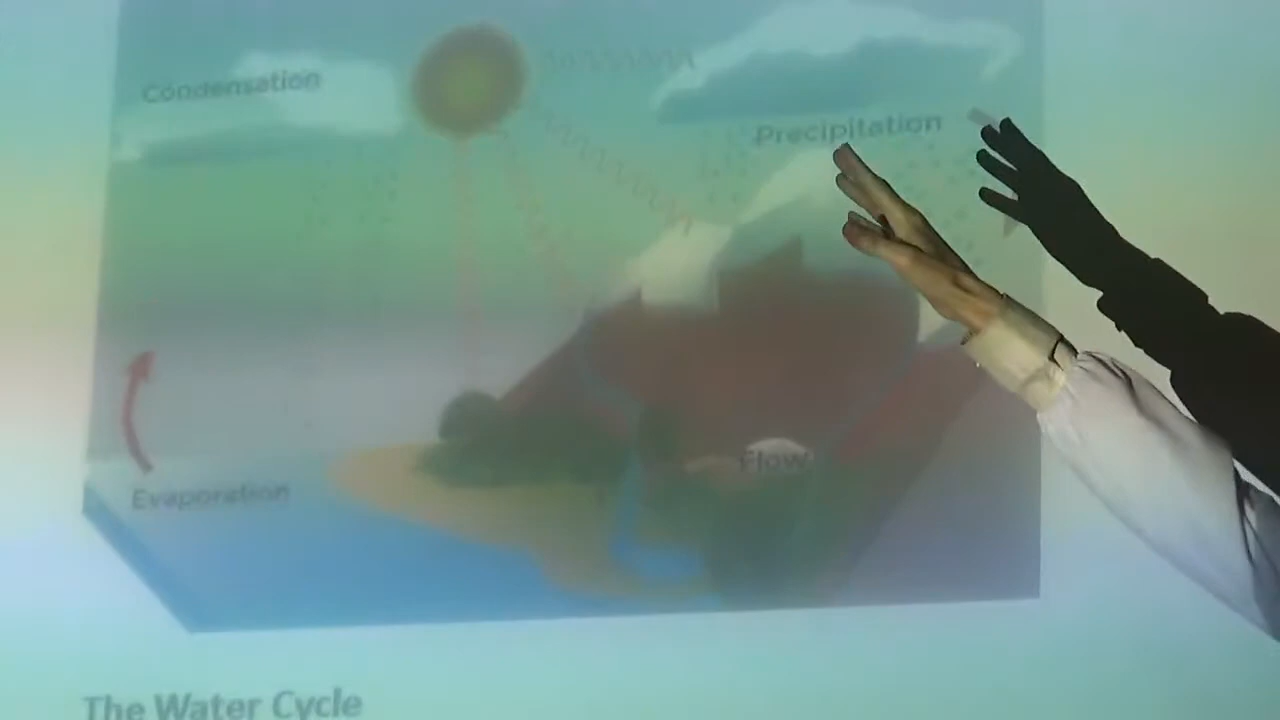 Condensation
Precipitation
Flow
Evaporation
The Water Cycle